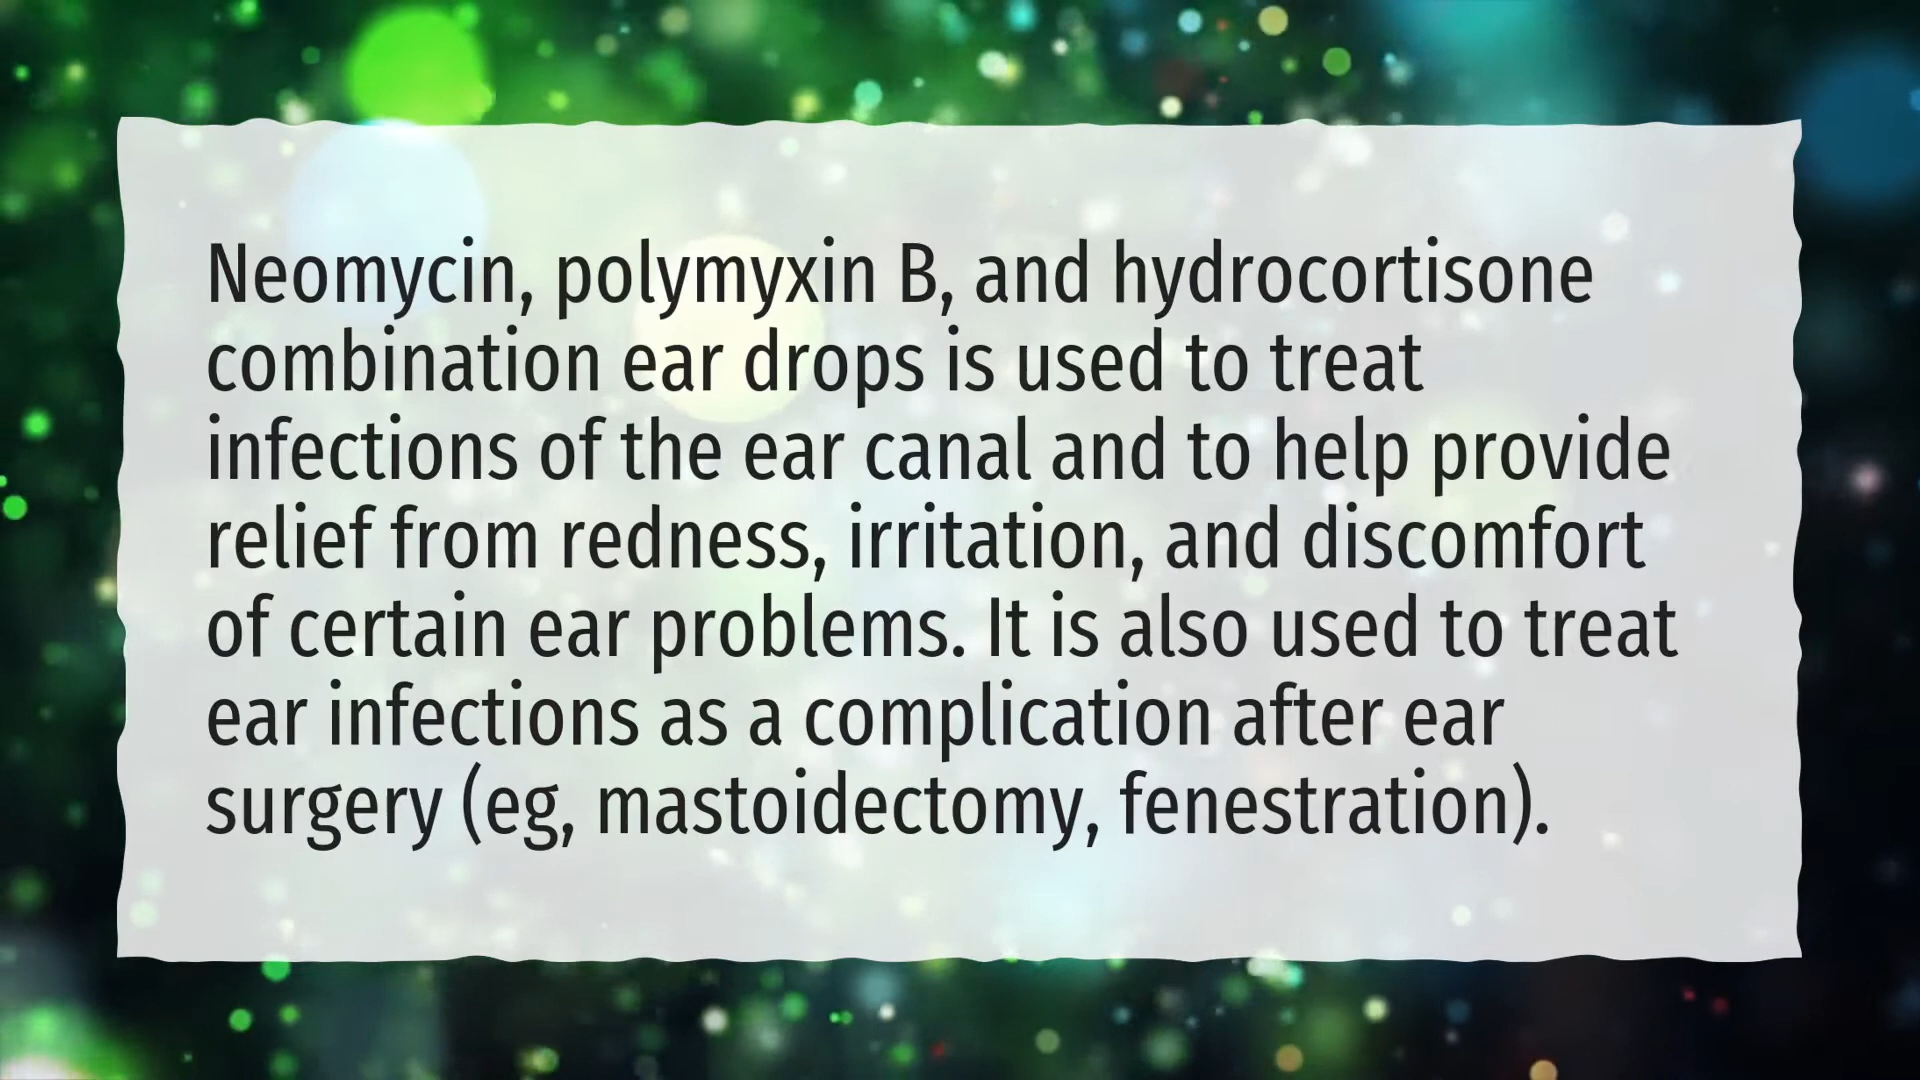 Neomycin, polymyxin B, and hydrocortisone
combination ear drops is used to treat
infections of the ear canal and to help provide
relief from redness, irritation, and discomfort
of certain ear problems. It is also used to treat
ear infections as a complication after ear
surgery (eg, mastoidectomy, fenestration).